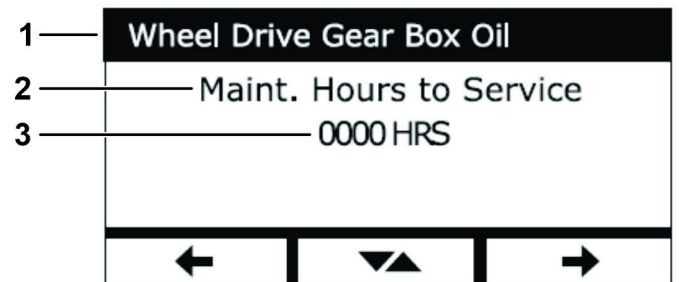 1 Wheel Drive Gear Box Oil
2 Maint. Hours to Service
3 0000 HRS